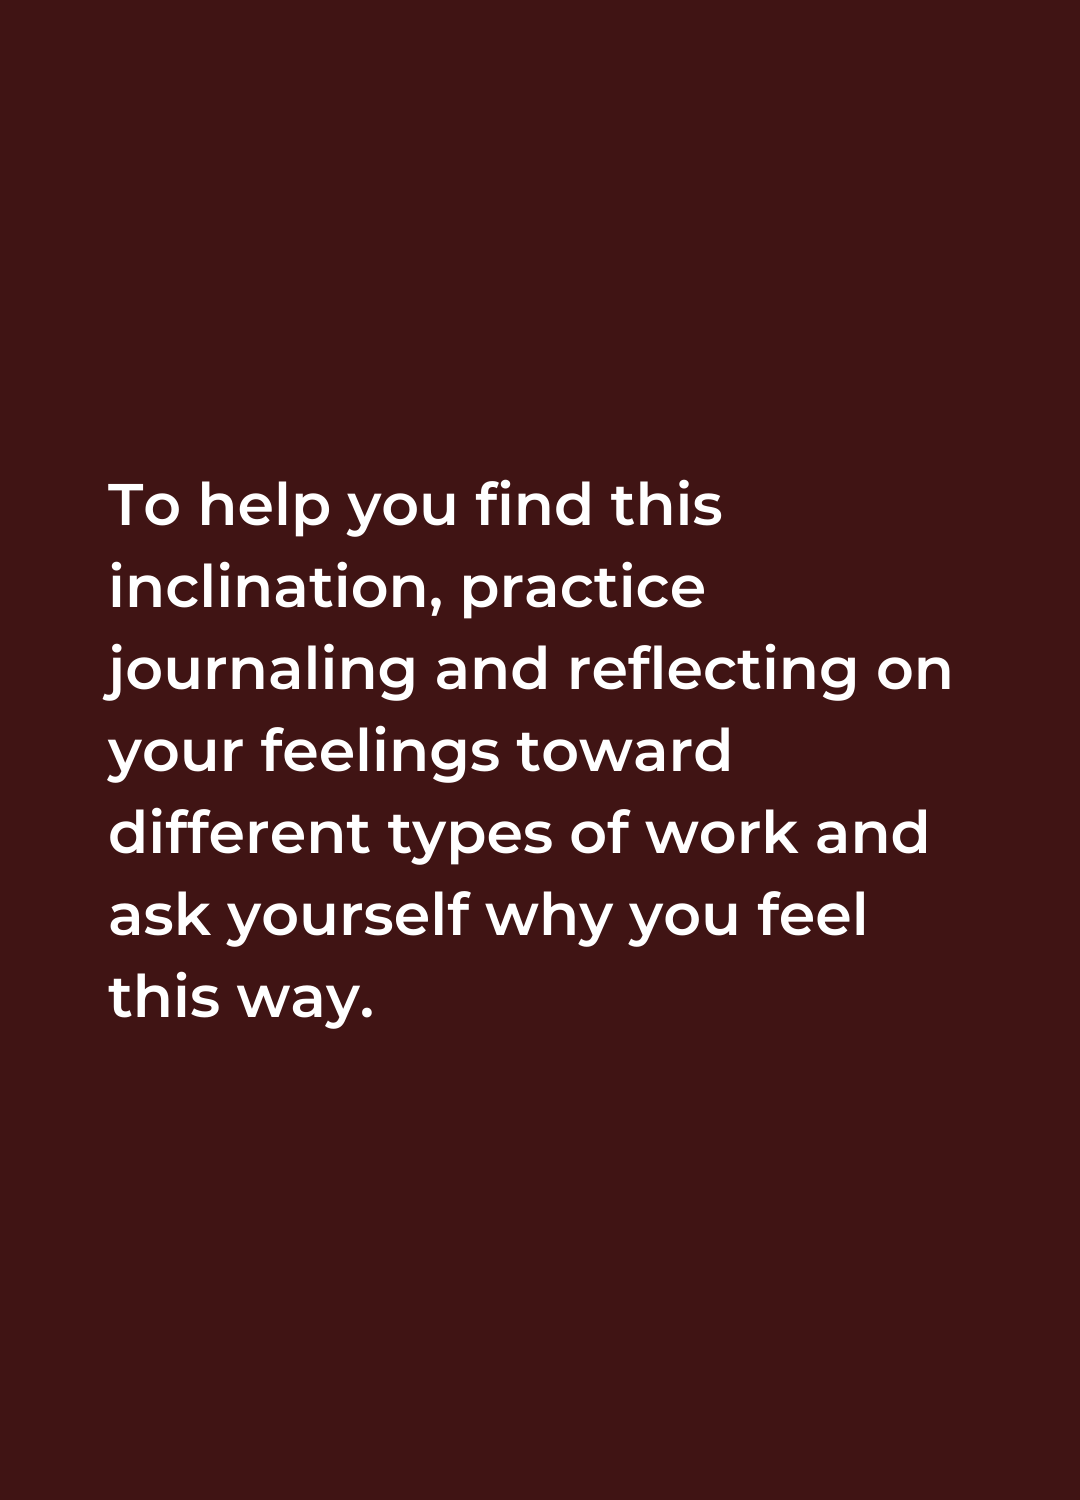 To help you find this
inclination, practice
journaling and reflecting on
your feelings toward
different types of work and
ask yourself why you feel
this way.